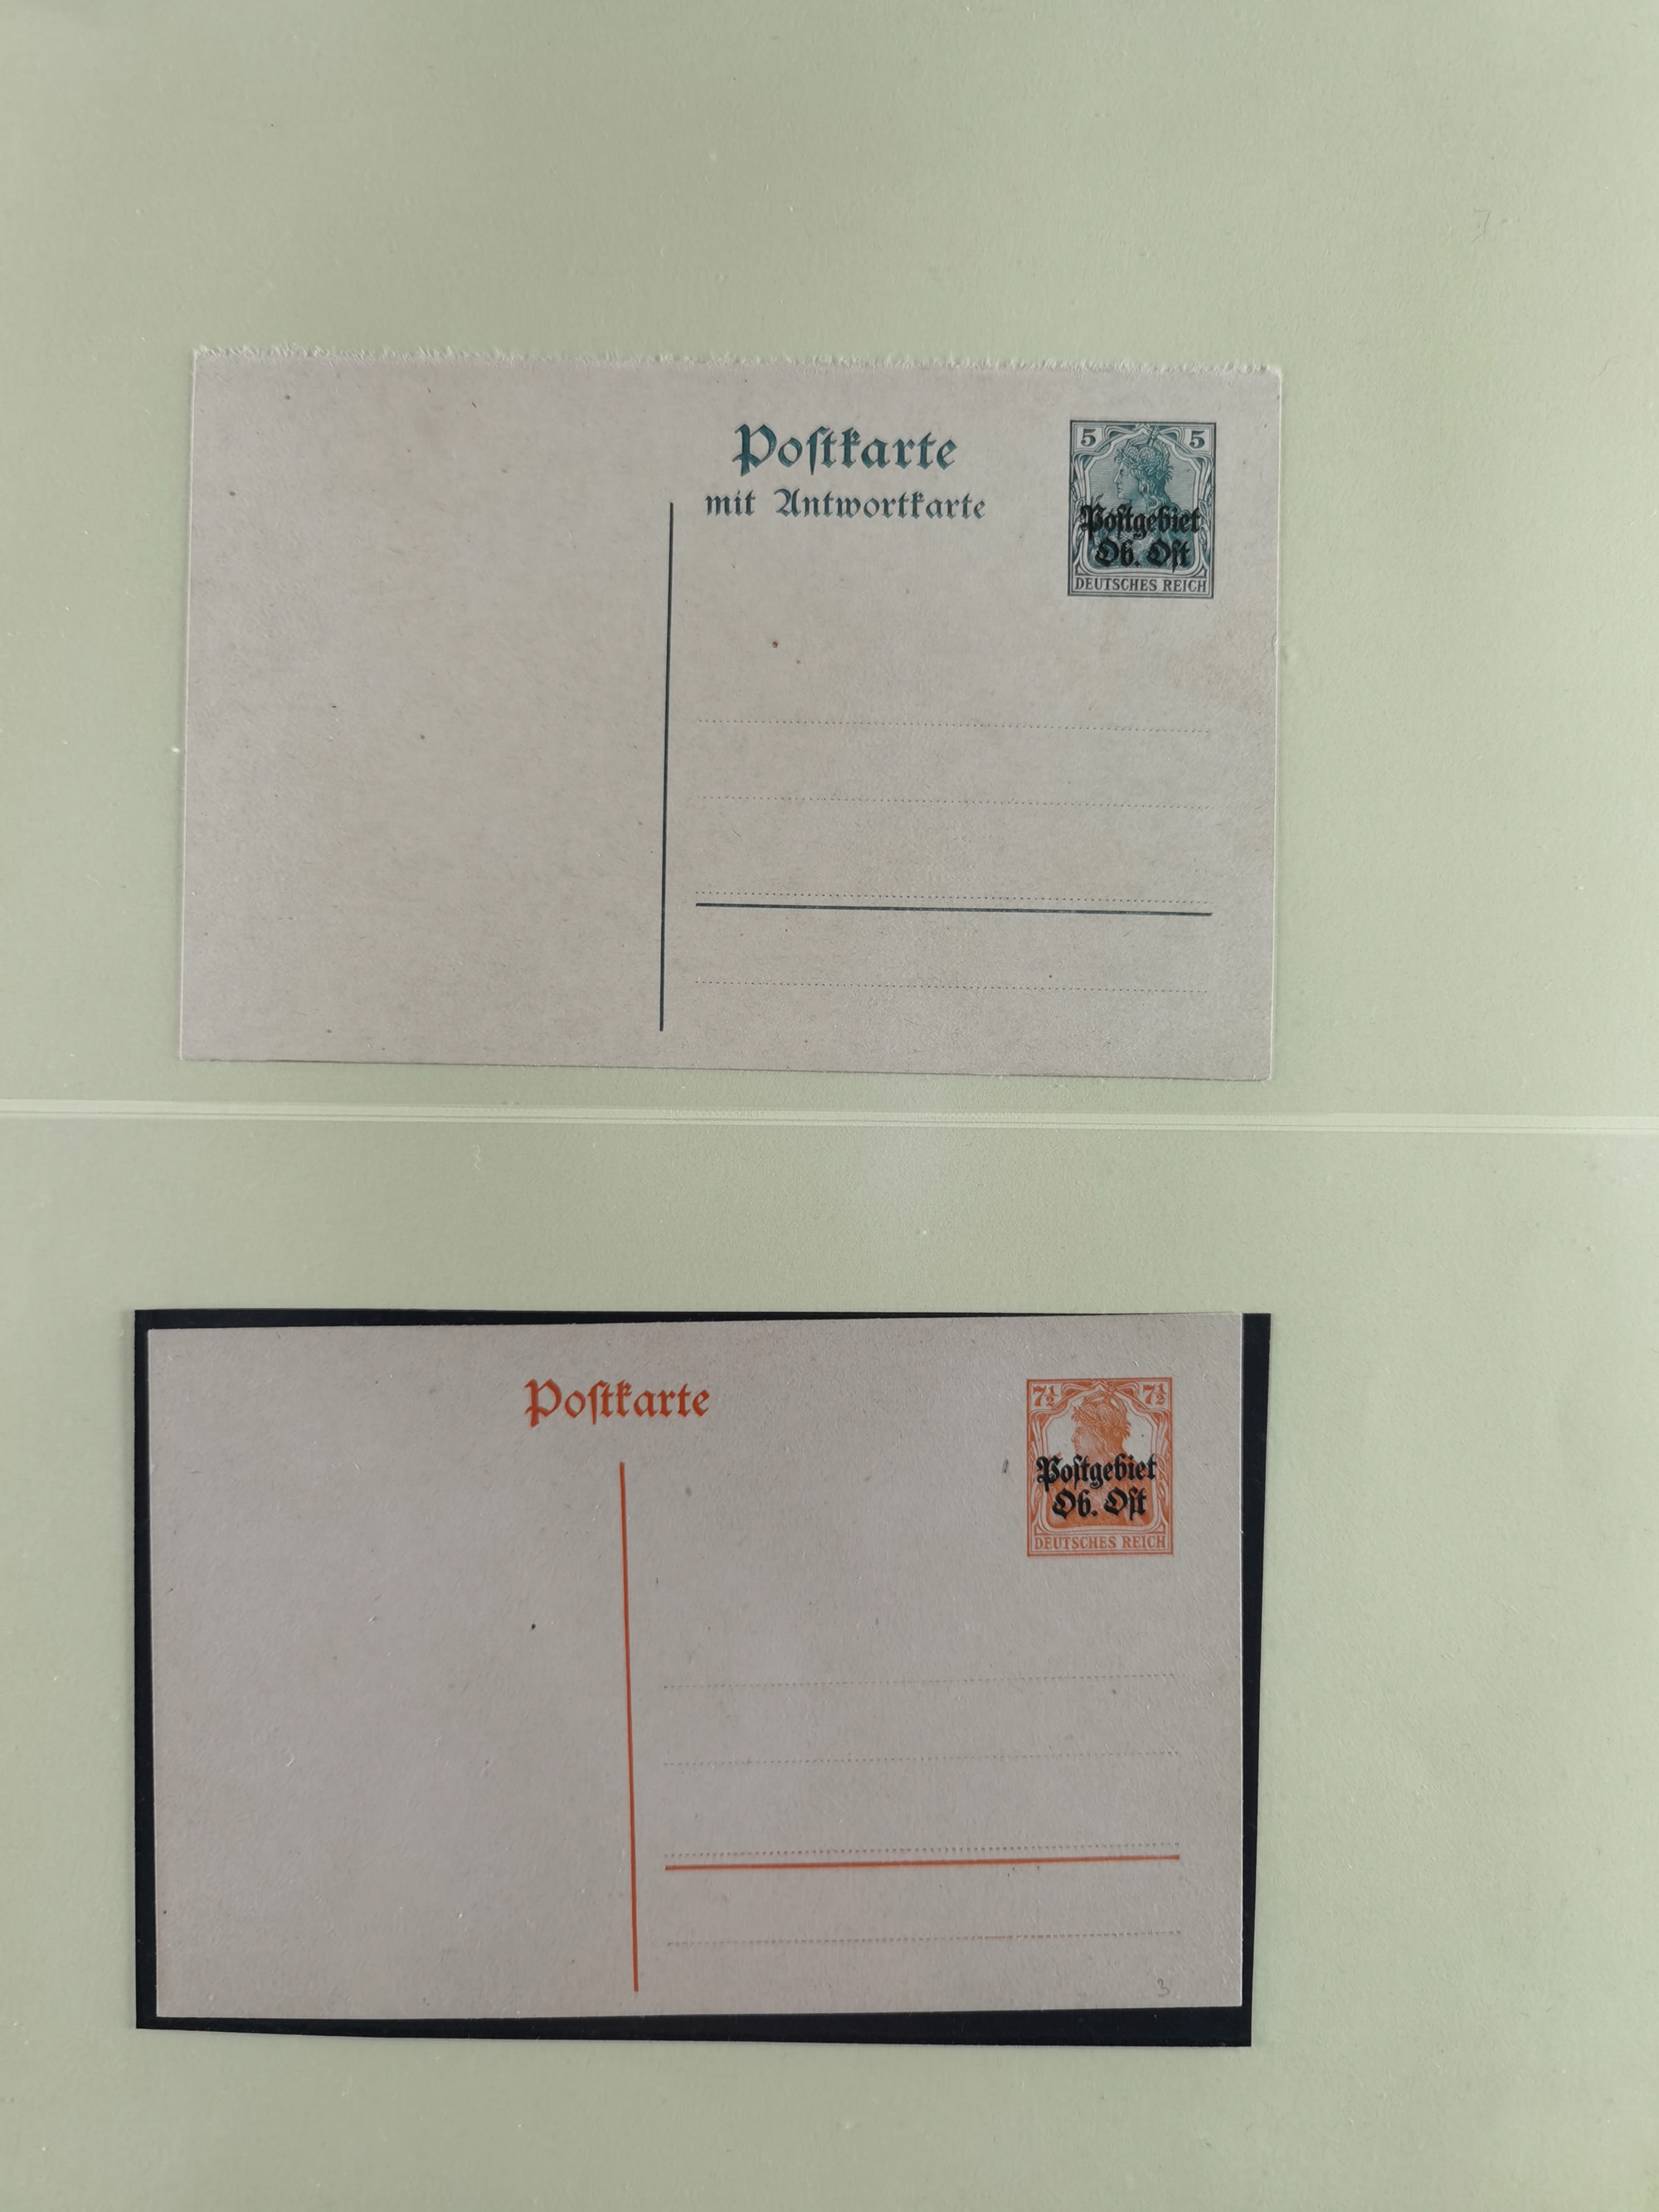 7
Poſtkarte
mit Antwortkarte
5 5
Poſtgebiet
Ob. Oſt
DEUTSCHES REICH
Poſtkarte
7½ 7½
Poſtgebiet
Ob. Oſt
DEUTSCHES REICH
3